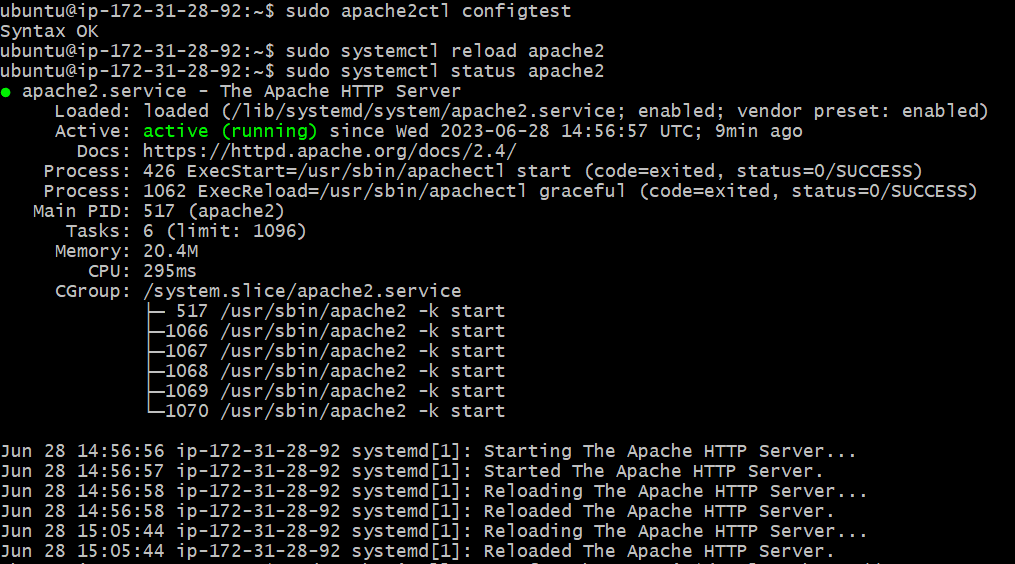 ubuntu@ip-172-31-28-92:~$ sudo apache2ctl configtest
Syntax OK
ubuntu@ip-172-31-28-92:~$ sudo systemctl reload apache2
ubuntu@ip-172-31-28-92:~$ sudo systemctl status apache2
● apache2.service - The Apache HTTP Server
     Loaded: loaded (/lib/systemd/system/apache2.service; enabled; vendor preset: enabled)
     Active: active (running) since Wed 2023-06-28 14:56:57 UTC; 9min ago
       Docs: https://httpd.apache.org/docs/2.4/
    Process: 426 ExecStart=/usr/sbin/apachectl start (code=exited, status=0/SUCCESS)
    Process: 1062 ExecReload=/usr/sbin/apachectl graceful (code=exited, status=0/SUCCESS)
   Main PID: 517 (apache2)
      Tasks: 6 (limit: 1096)
     Memory: 20.4M
        CPU: 295ms
     CGroup: /system.slice/apache2.service
             ├─ 517 /usr/sbin/apache2 -k start
             ├─1066 /usr/sbin/apache2 -k start
             ├─1067 /usr/sbin/apache2 -k start
             ├─1068 /usr/sbin/apache2 -k start
             ├─1069 /usr/sbin/apache2 -k start
             └─1070 /usr/sbin/apache2 -k start
Jun 28 14:56:56 ip-172-31-28-92 systemd[1]: Starting The Apache HTTP Server...
Jun 28 14:56:57 ip-172-31-28-92 systemd[1]: Started The Apache HTTP Server.
Jun 28 14:56:58 ip-172-31-28-92 systemd[1]: Reloading The Apache HTTP Server...
Jun 28 14:56:58 ip-172-31-28-92 systemd[1]: Reloaded The Apache HTTP Server.
Jun 28 15:05:44 ip-172-31-28-92 systemd[1]: Reloading The Apache HTTP Server...
Jun 28 15:05:44 ip-172-31-28-92 systemd[1]: Reloaded The Apache HTTP Server.